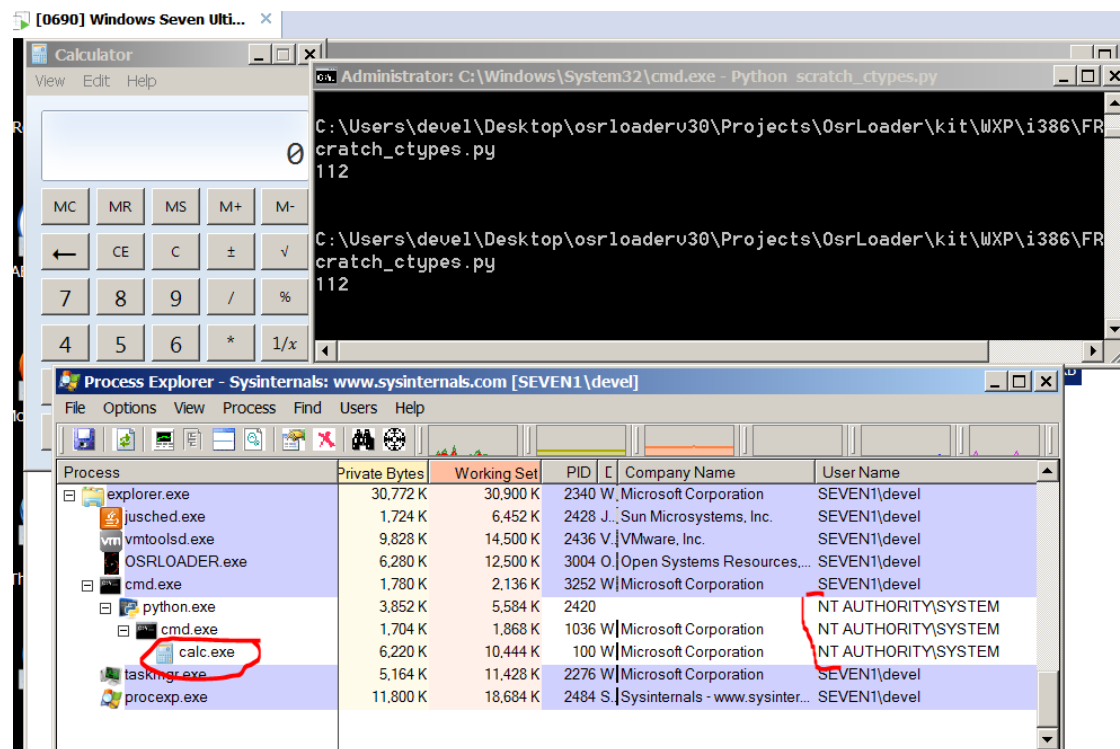 [0690] Windows Seven Ulti...
Calculator
View Edit Help
0
MC MR MS M+ M-
← CE C ± √
7 8 9 / %
4 5 6 * 1/x
Administrator: C:\Windows\System32\cmd.exe - Python scratch_ctypes.py
C:\Users\devel\Desktop\osrloaderv30\Projects\OsrLoader\kit\WXP\i386\FR
cratch_ctypes.py
112
C:\Users\devel\Desktop\osrloaderv30\Projects\OsrLoader\kit\WXP\i386\FR
cratch_ctypes.py
112
Process Explorer - Sysinternals: www.sysinternals.com [SEVEN1\devel]
File Options View Process Find Users Help
Process Private Bytes Working Set PID D Company Name User Name
explorer.exe 30,772 K 30,900 K 2340 W. Microsoft Corporation SEVEN1\devel
jusched.exe 1,724 K 6,452 K 2428 J... Sun Microsystems, Inc. SEVEN1\devel
vmtoolsd.exe 9,828 K 14,500 K 2436 V. VMware, Inc. SEVEN1\devel
OSRLOADER.exe 6,280 K 12,500 K 3004 O. Open Systems Resources,... SEVEN1\devel
cmd.exe 1,780 K 2,136 K 3252 W Microsoft Corporation SEVEN1\devel
python.exe 3,852 K 5,584 K 2420 NT AUTHORITY\SYSTEM
cmd.exe 1,704 K 1,868 K 1036 W Microsoft Corporation NT AUTHORITY\SYSTEM
calc.exe 6,220 K 10,444 K 100 W Microsoft Corporation NT AUTHORITY\SYSTEM
taskmgr.exe 5,164 K 11,428 K 2276 W Microsoft Corporation SEVEN1\devel
procexp.exe 11,800 K 18,684 K 2484 S.. Sysinternals - www.sysinter... SEVEN1\devel